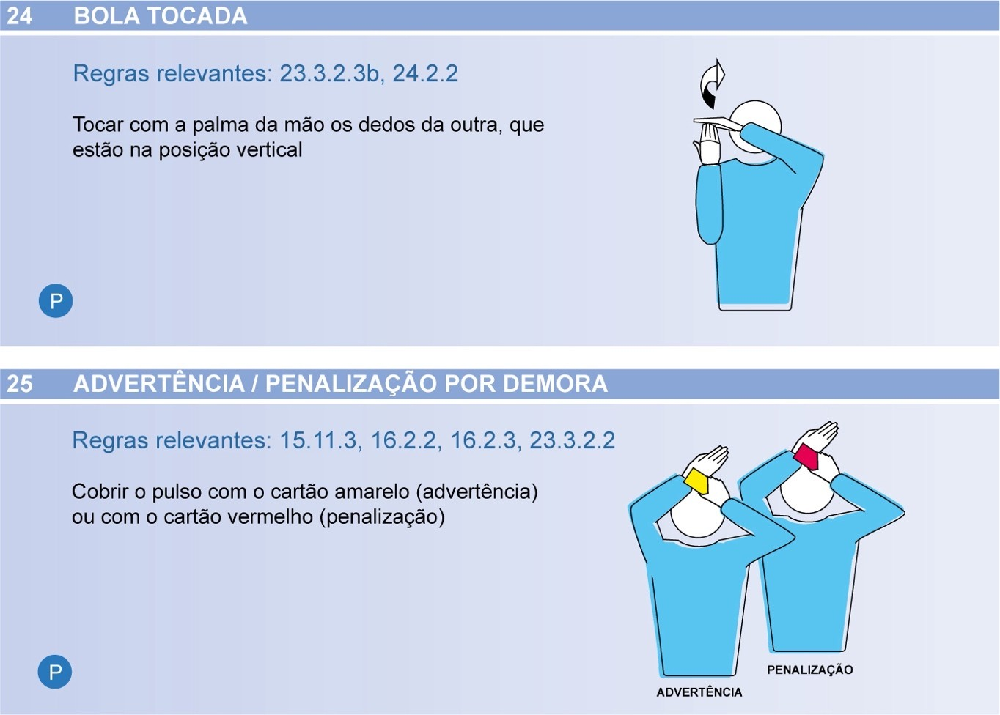 24 BOLA TOCADA
Regras relevantes: 23.3.2.3b, 24.2.2
Tocar com a palma da mão os dedos da outra, que
estão na posição vertical
P
25 ADVERTÊNCIA / PENALIZAÇÃO POR DEMORA
Regras relevantes: 15.11.3, 16.2.2, 16.2.3, 23.3.2.2
Cobrir o pulso com o cartão amarelo (advertência)
ou com o cartão vermelho (penalização)
P
PENALIZAÇÃO
ADVERTÊNCIA